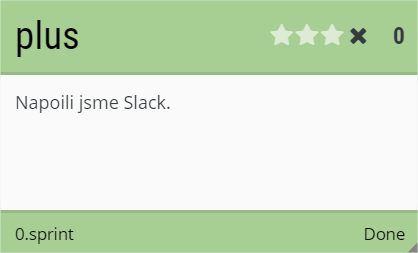 plus 0
Napoili jsme Slack.
0.sprint Done